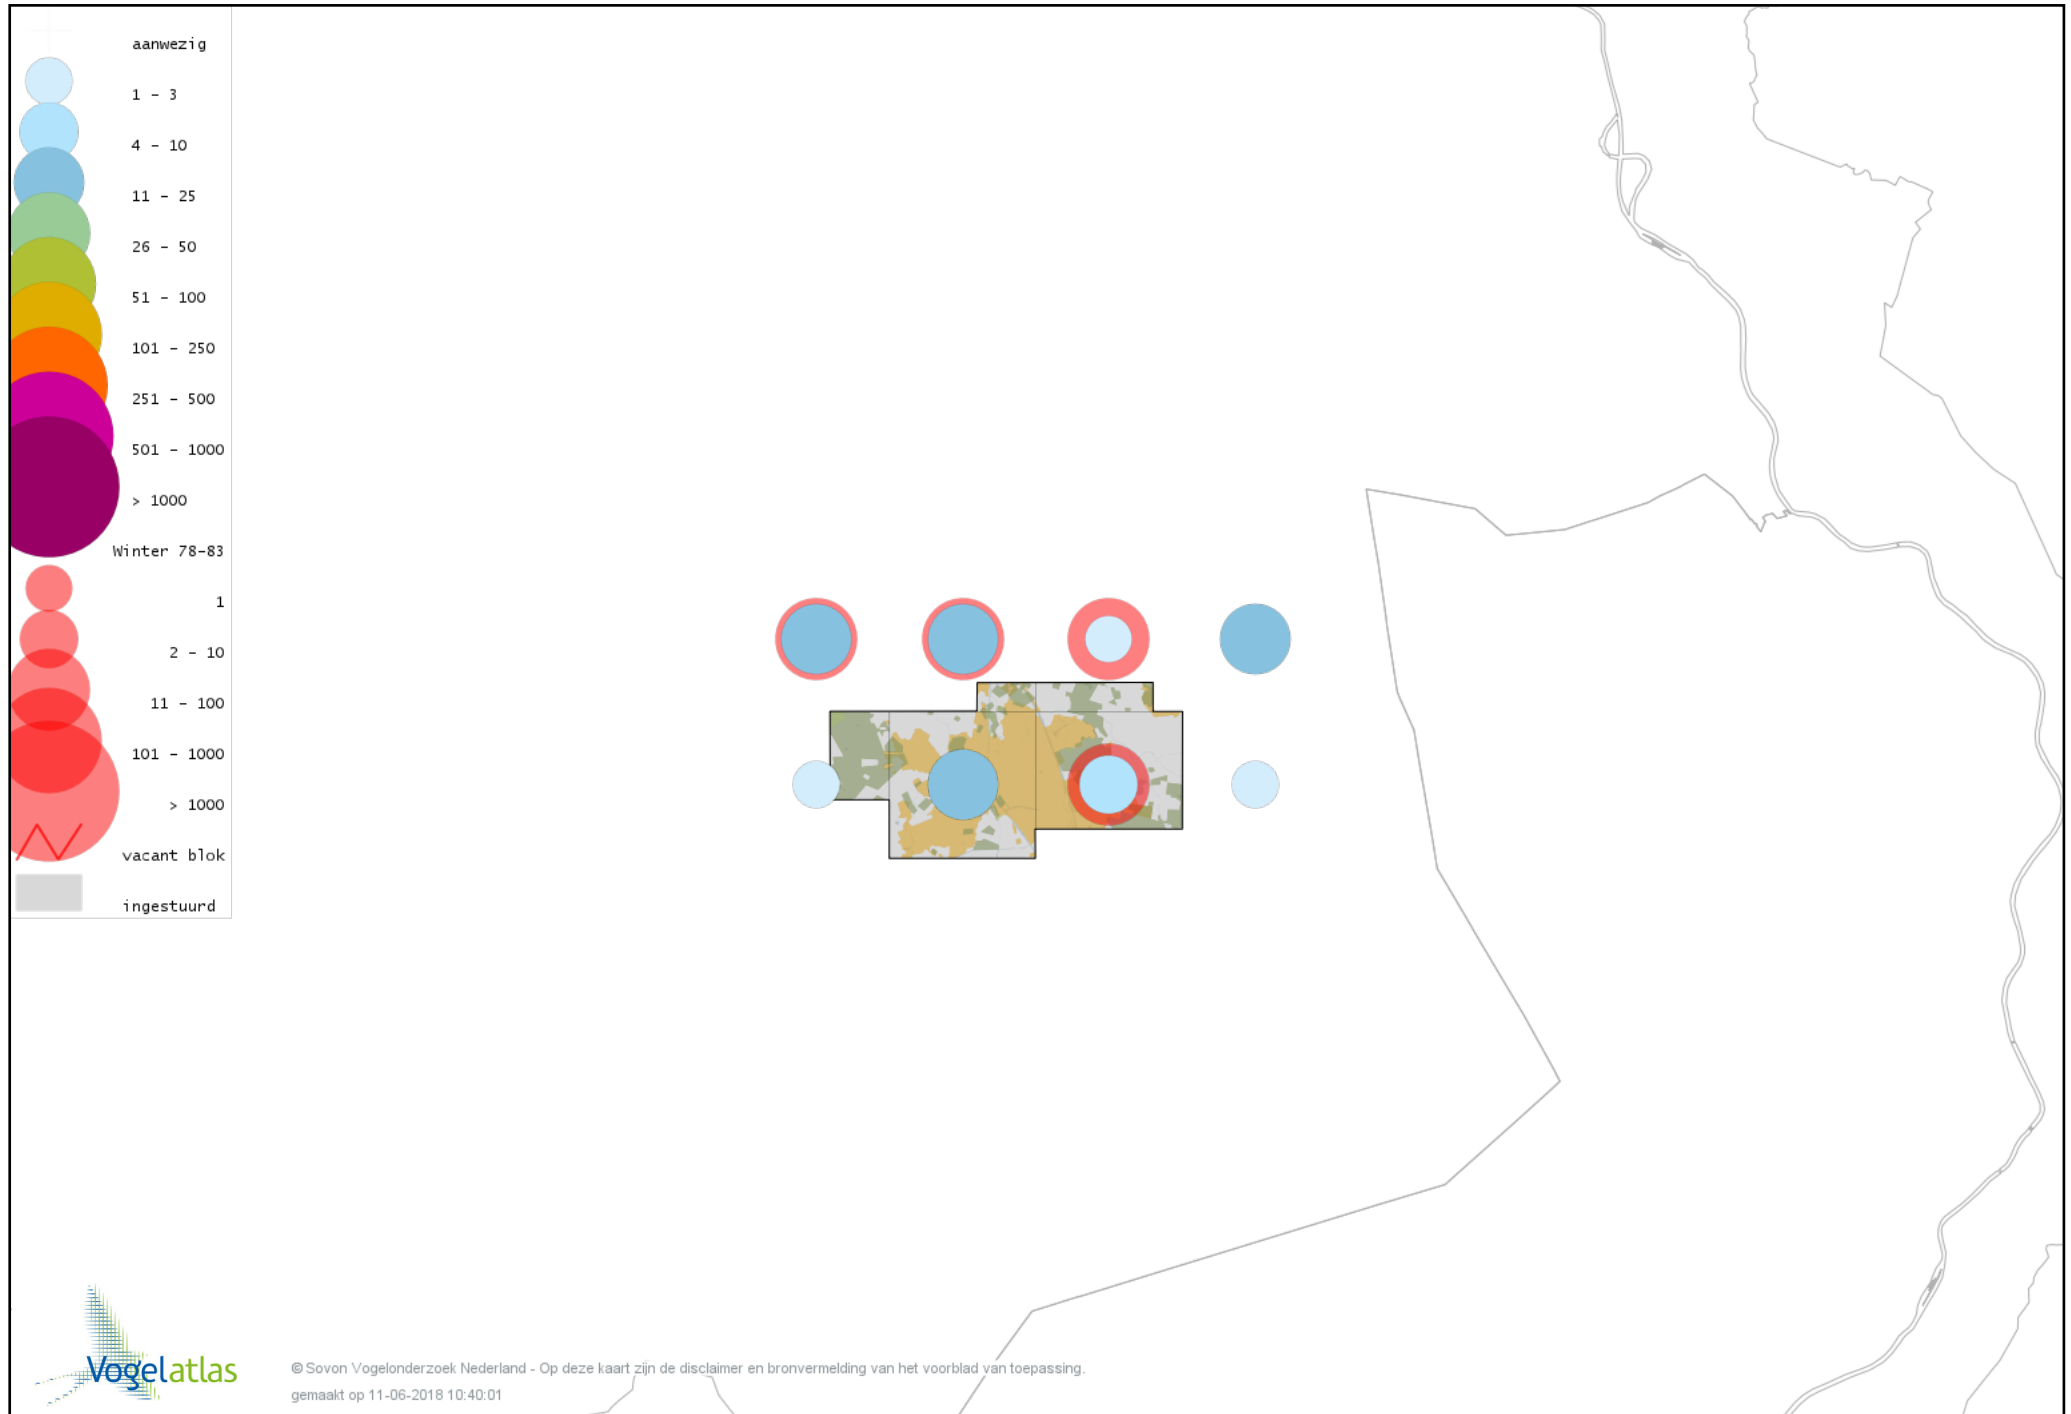 aanwezig
1 - 3
4 - 10
11 - 25
26 - 50
51 - 100
101 - 250
251 - 500
501 - 1000
> 1000
Winter 78-83
1
2 - 10
11 - 100
101 - 1000
> 1000
vacant blok
ingestuurd
Vogelatlas
© Sovon Vogelonderzoek Nederland - Op deze kaart zijn de disclaimer en bronvermelding van het voorblad van toepassing.
gemaakt op 11-06-2018 10:40:01